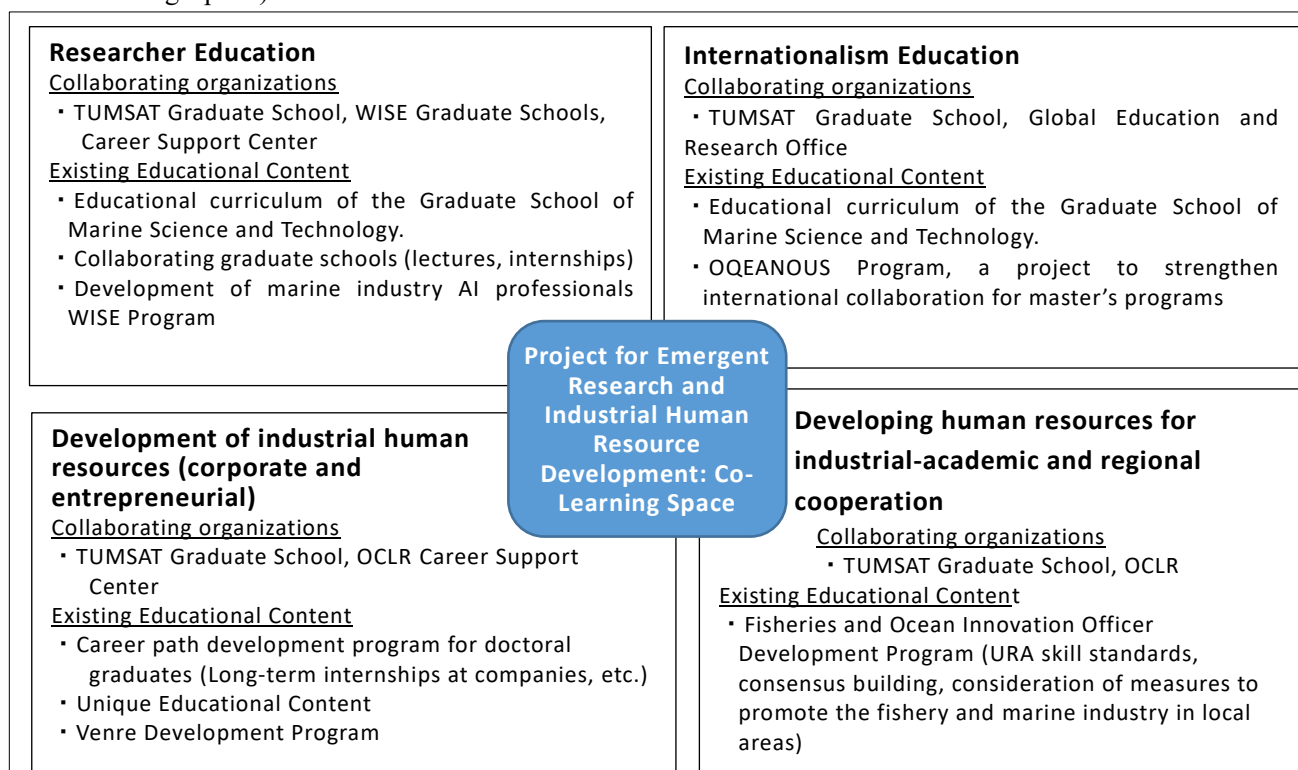 Researcher Education
Collaborating organizations
・TUMSAT Graduate School, WISE Graduate Schools,
Career Support Center
Existing Educational Content
・Educational curriculum of the Graduate School of
Marine Science and Technology.
・Collaborating graduate schools (lectures, internships)
・Development of marine industry AI professionals
WISE Program
Internationalism Education
Collaborating organizations
・TUMSAT Graduate School, Global Education and
Research Office
Existing Educational Content
・Educational curriculum of the Graduate School of
Marine Science and Technology.
・OQEANOUS Program, a project to strengthen
international collaboration for master's programs
Project for Emergent
Research and
Industrial Human
Resource
Development: Co-
Learning Space
Development of industrial human
resources (corporate and
entrepreneurial)
Collaborating organizations
・TUMSAT Graduate School, OCLR Career Support
Center
Existing Educational Content
・Career path development program for doctoral
graduates (Long-term internships at companies, etc.)
・Unique Educational Content
・Venre Development Program
Developing human resources for
industrial-academic and regional
cooperation
Collaborating organizations
・TUMSAT Graduate School, OCLR
Existing Educational Content
・Fisheries and Ocean Innovation Officer
Development Program (URA skill standards,
consensus building, consideration of measures to
promote the fishery and marine industry in local
areas)